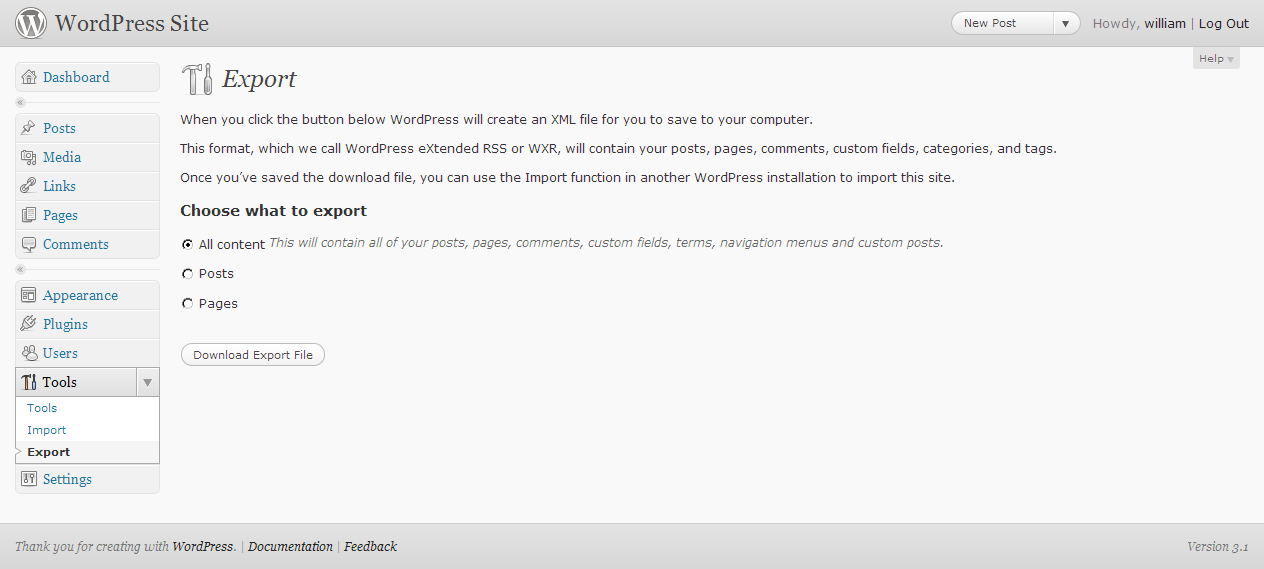 WordPress Site
New Post
Howdy, william | Log Out
Help
Dashboard
Posts
Media
Links
Pages
Comments
Appearance
Plugins
Users
Tools
Tools
Import
Export
Settings
Export
When you click the button below WordPress will create an XML file for you to save to your computer.
This format, which we call WordPress eXtended RSS or WXR, will contain your posts, pages, comments, custom fields, categories, and tags.
Once you’ve saved the download file, you can use the Import function in another WordPress installation to import this site.
Choose what to export
All content This will contain all of your posts, pages, comments, custom fields, terms, navigation menus and custom posts.
Posts
Pages
Download Export File
Thank you for creating with WordPress. | Documentation | Feedback
Version 3.1